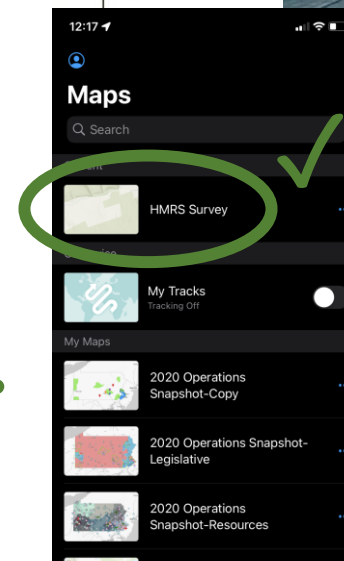 12:17
Maps
Search
HMRS Survey
My Tracks
Tracking Off
My Maps
2020 Operations
Snapshot-Copy
2020 Operations Snapshot-
Legislative
2020 Operations
Snapshot-Resources